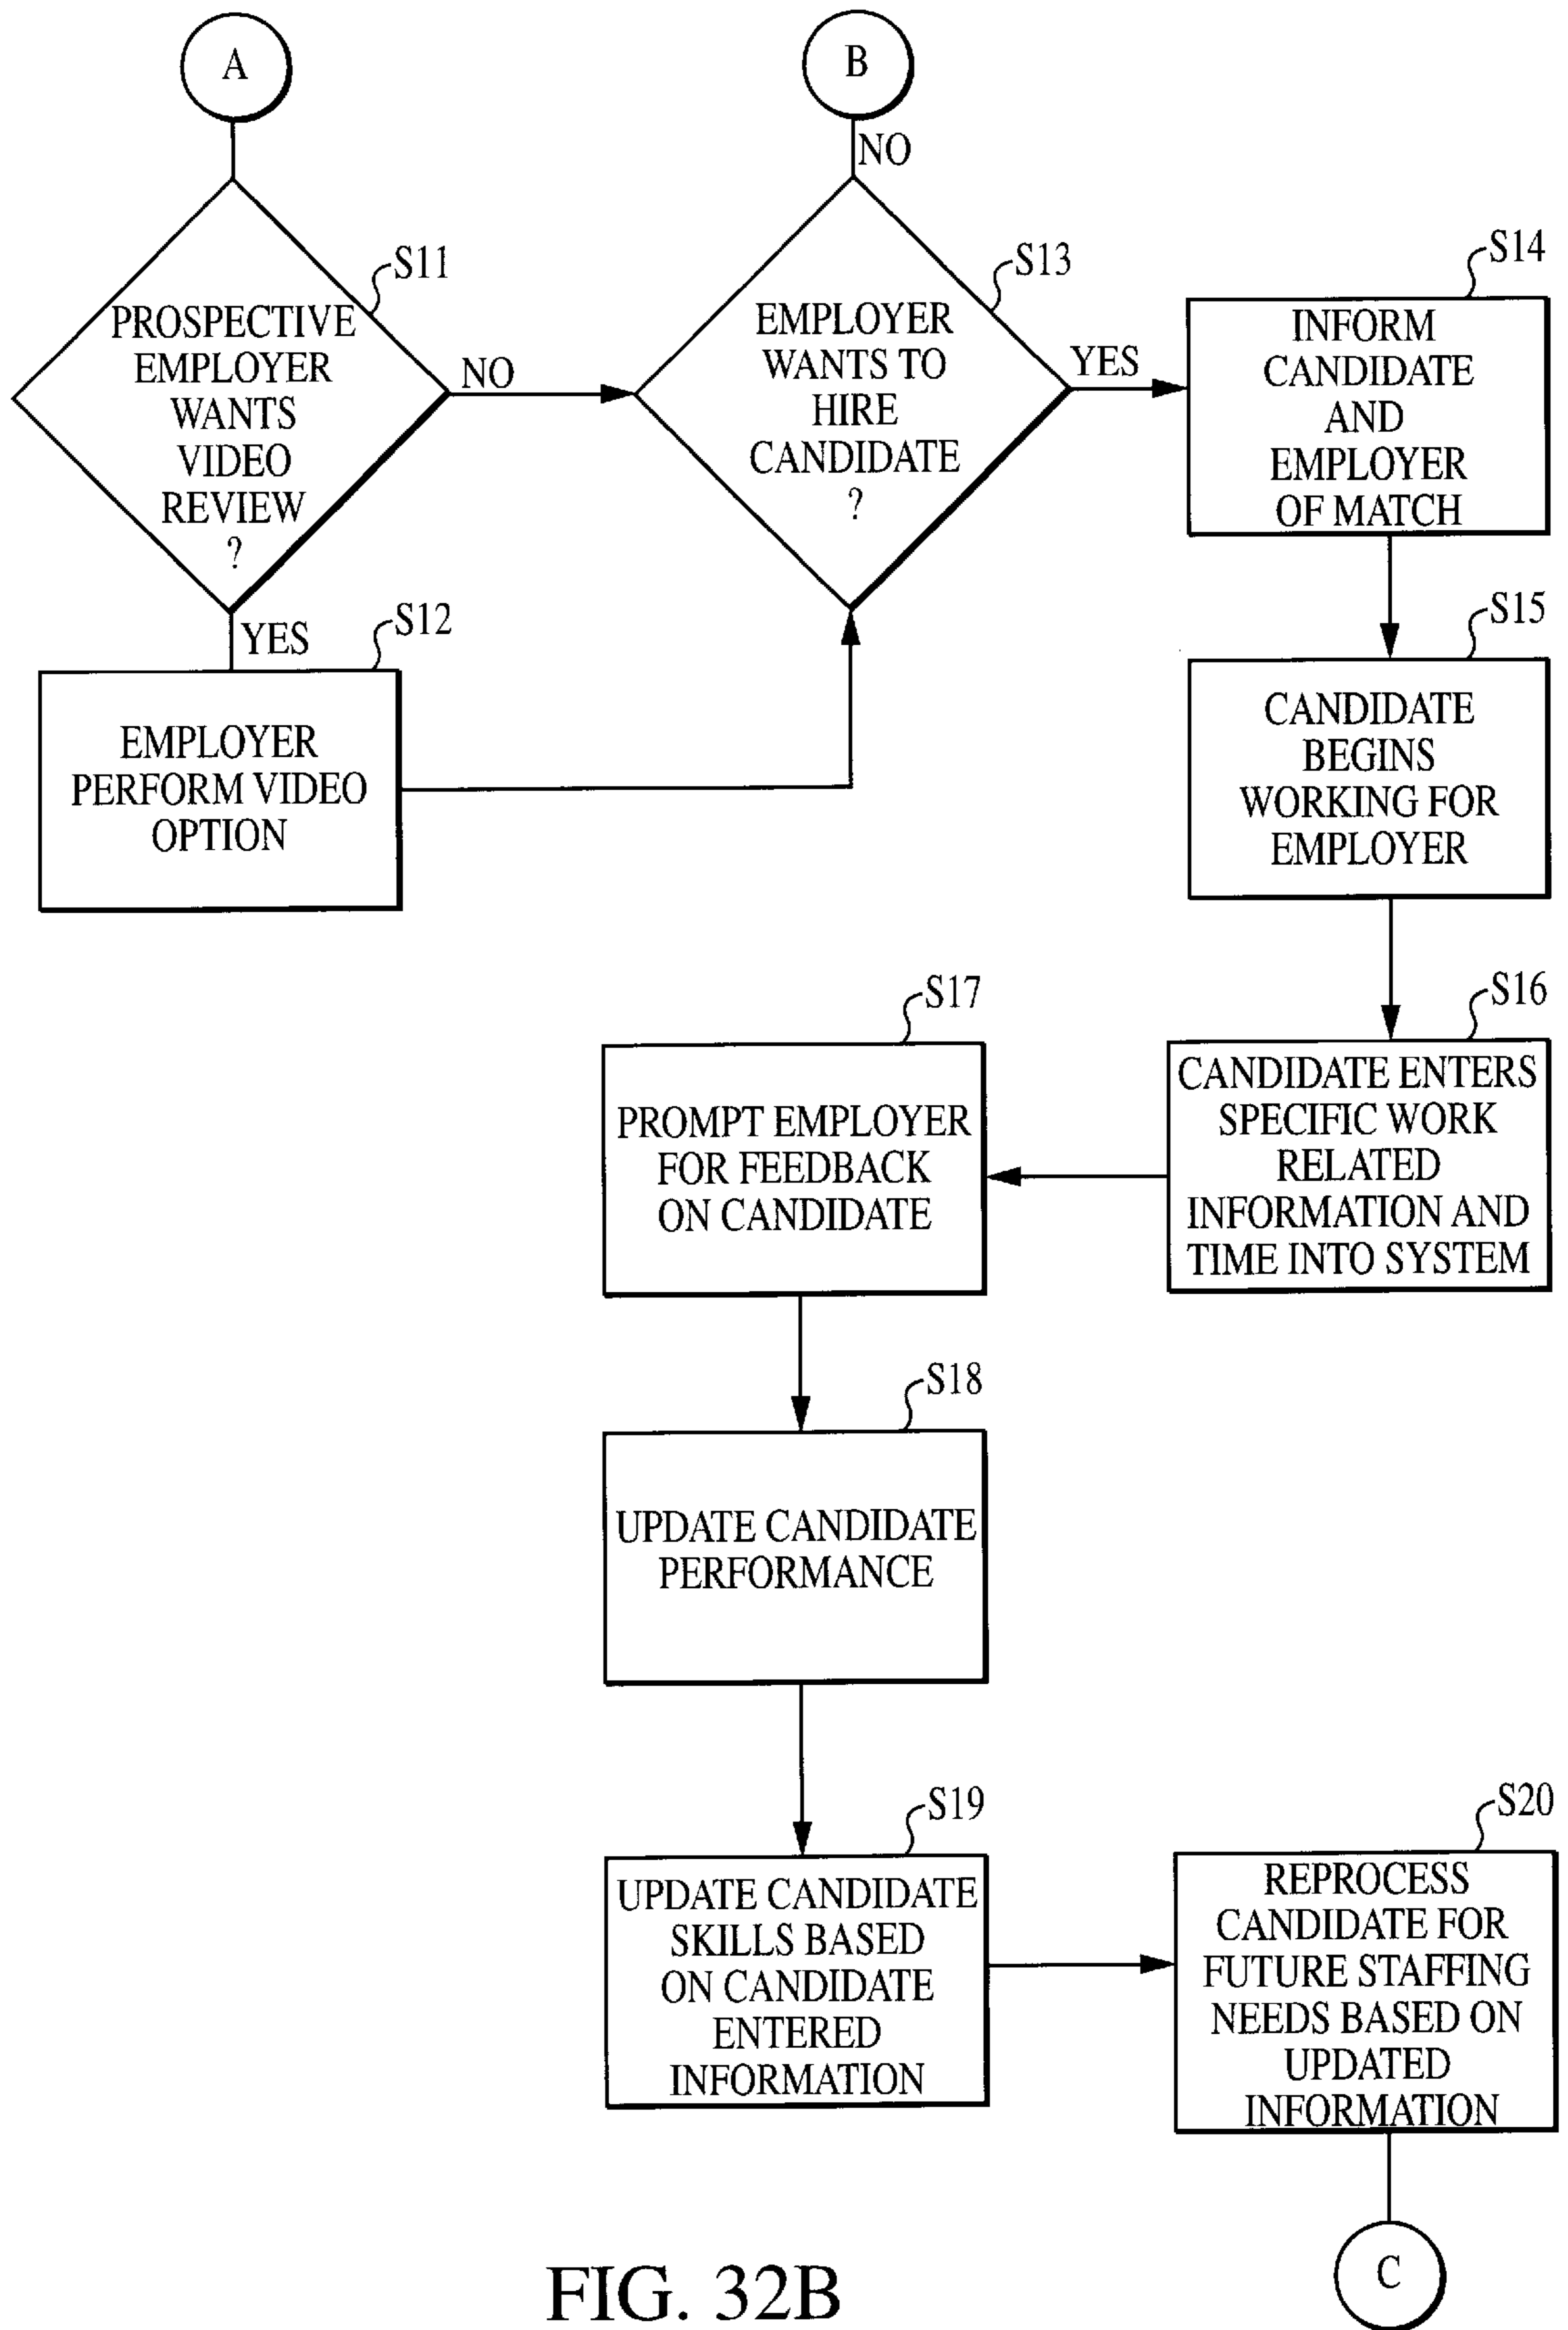 A
S11
PROSPECTIVE
EMPLOYER
WANTS
VIDEO
REVIEW
?
NO
YES
S12
EMPLOYER
PERFORM VIDEO
OPTION
B
NO
S13
EMPLOYER
WANTS TO
HIRE
CANDIDATE
?
YES
S14
INFORM
CANDIDATE
AND
EMPLOYER
OF MATCH
S15
CANDIDATE
BEGINS
WORKING FOR
EMPLOYER
S16
CANDIDATE ENTERS
SPECIFIC WORK
RELATED
INFORMATION AND
TIME INTO SYSTEM
S17
PROMPT EMPLOYER
FOR FEEDBACK
ON CANDIDATE
S18
UPDATE CANDIDATE
PERFORMANCE
S19
UPDATE CANDIDATE
SKILLS BASED
ON CANDIDATE
ENTERED
INFORMATION
S20
REPROCESS
CANDIDATE FOR
FUTURE STAFFING
NEEDS BASED ON
UPDATED
INFORMATION
C
FIG. 32B